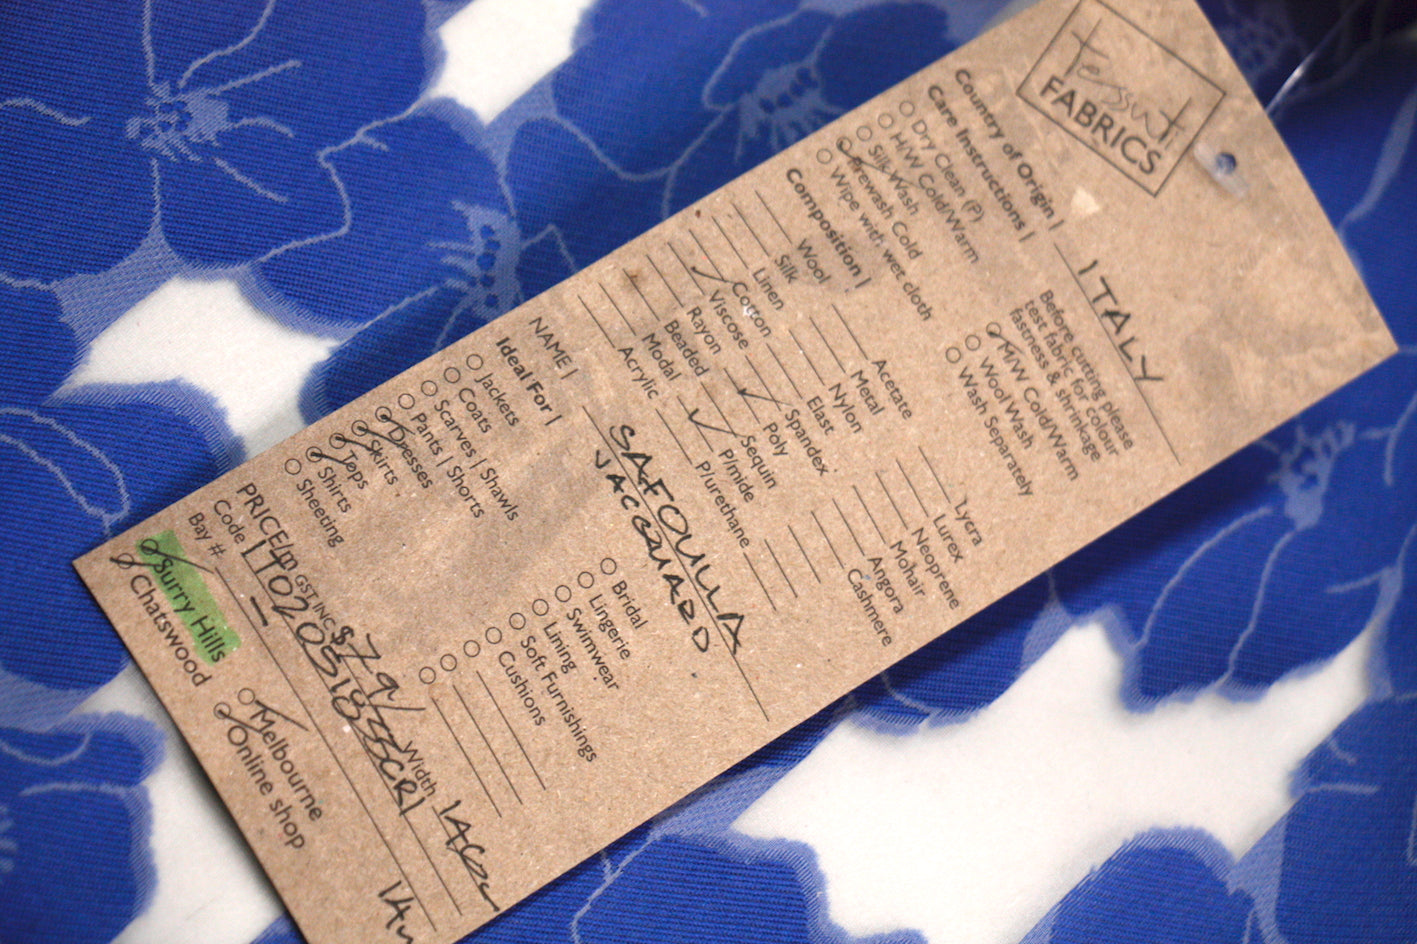 tessuti
FABRICS
Country of Origin | ITALY
Care Instructions |
Dry Clean (P)
H/W Cold/Warm
Silk Wash
Prewash Cold
Wipe with wet cloth
Before cutting please
test fabric for colour
fastness & shrinkage
M/W Cold/Warm
Wool Wash
Wash Separately
Composition |
Wool
Silk
Linen
Cotton
Viscose
Rayon
Beaded
Modal
Acrylic
Acetate
Metal
Nylon
Elast
Spandex
Poly
Sequin
P/mide
P/urethane
Lycra
Lurex
Neoprene
Mohair
Angora
Cashmere
NAME | SAFOULLA
JACQUARD
Ideal For |
Jackets
Coats
Scarves | Shawls
Pants | Shorts
Dresses
Skirts
Tops
Shirts
Sheeting
Bridal
Lingerie
Swimwear
Lining
Soft Furnishings
Cushions
PRICE/m GST INC $79/ Width 140
Code
Bay #
Surry Hills
Chatswood
Melbourne
Online shop